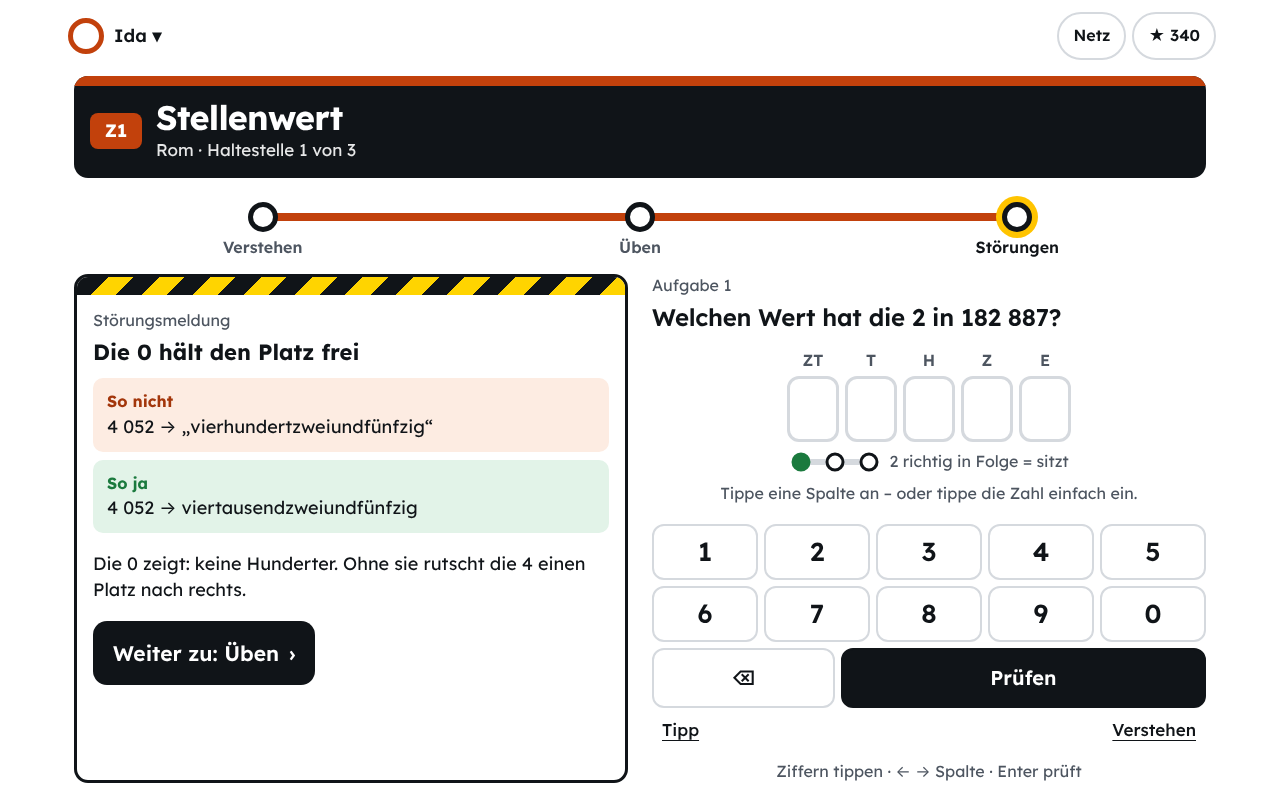 Ida ▾
Netz
★ 340
Z1
Stellenwert
Rom · Haltestelle 1 von 3
Verstehen
Üben
Störungen
Störungsmeldung
Die 0 hält den Platz frei
So nicht
4 052 → „vierhundertzweiundfünfzig“
So ja
4 052 → viertausendzweiundfünfzig
Die 0 zeigt: keine Hunderter. Ohne sie rutscht die 4 einen
Platz nach rechts.
Weiter zu: Üben ›
Aufgabe 1
Welchen Wert hat die 2 in 182 887?
ZT T H Z E
2 richtig in Folge = sitzt
Tippe eine Spalte an – oder tippe die Zahl einfach ein.
1 2 3 4 5
6 7 8 9 0
⌫ Prüfen
Tipp
Verstehen
Ziffern tippen · ← → Spalte · Enter prüft